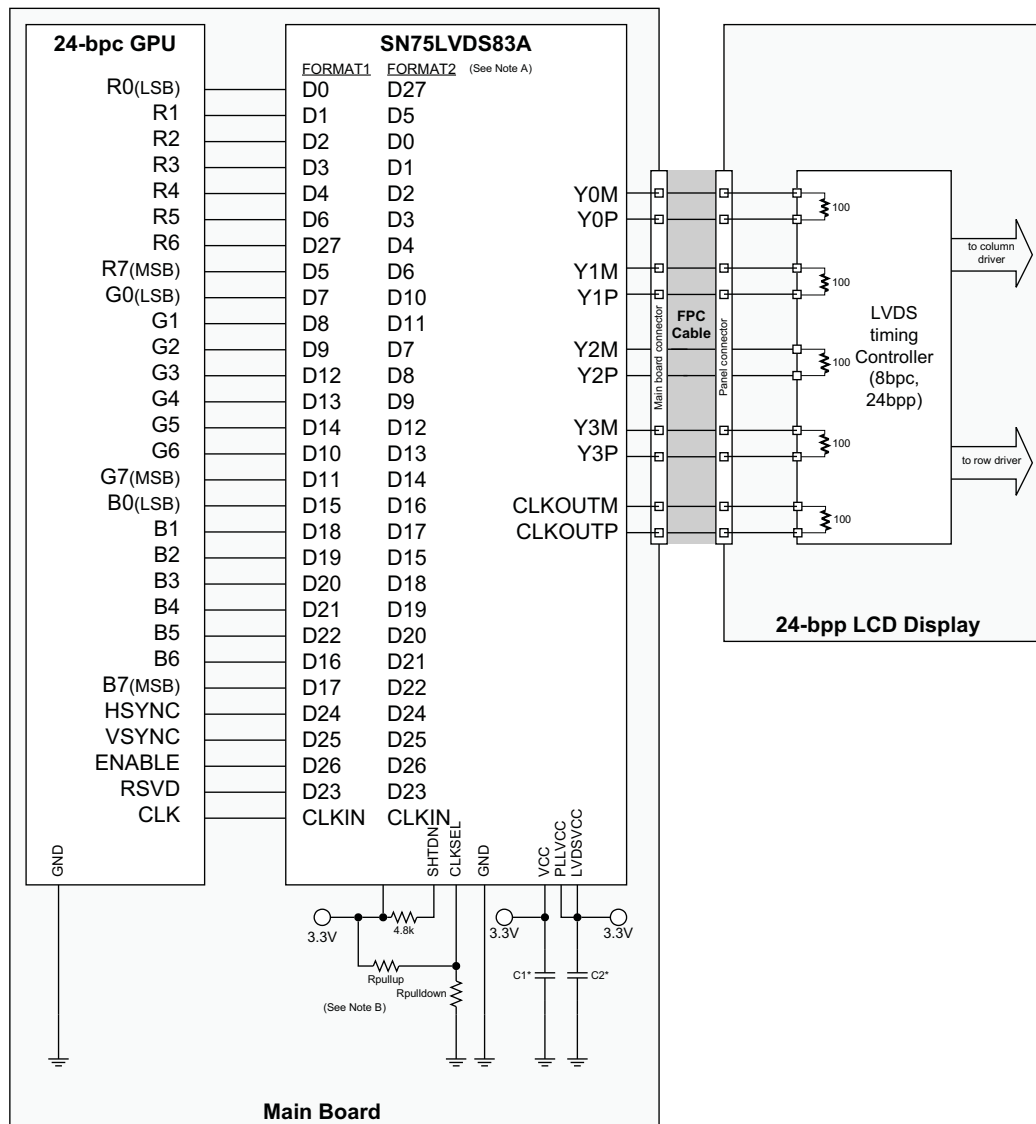 24-bpc GPU
SN75LVDS83A
FORMAT1 FORMAT2 (See Note A)
R0(LSB) D0 D27
R1 D1 D5
R2 D2 D0
R3 D3 D1
R4 D4 D2
R5 D6 D3
R6 D27 D4
R7(MSB) D5 D6
G0(LSB) D7 D10
G1 D8 D11
G2 D9 D7
G3 D12 D8
G4 D13 D9
G5 D14 D12
G6 D10 D13
G7(MSB) D11 D14
B0(LSB) D15 D16
B1 D18 D17
B2 D19 D15
B3 D20 D18
B4 D21 D19
B5 D22 D20
B6 D16 D21
B7(MSB) D17 D22
HSYNC D24 D24
VSYNC D25 D25
ENABLE D26 D26
RSVD D23 D23
CLK CLKIN CLKIN
Y0M
Y0P
Y1M
Y1P
Y2M
Y2P
Y3M
Y3P
CLKOUTM
CLKOUTP
Main board connector
FPC
Cable
Panel connector
100
100
100
100
100
LVDS
timing
Controller
(8bpc,
24bpp)
to column
driver
to row driver
24-bpp LCD Display
GND
SHTDN
CLKSEL
GND
VCC
PLLVCC
LVDSVCC
3.3V
4.8k
3.3V
3.3V
Rpullup
Rpulldown
(See Note B)
C1*
C2*
Main Board